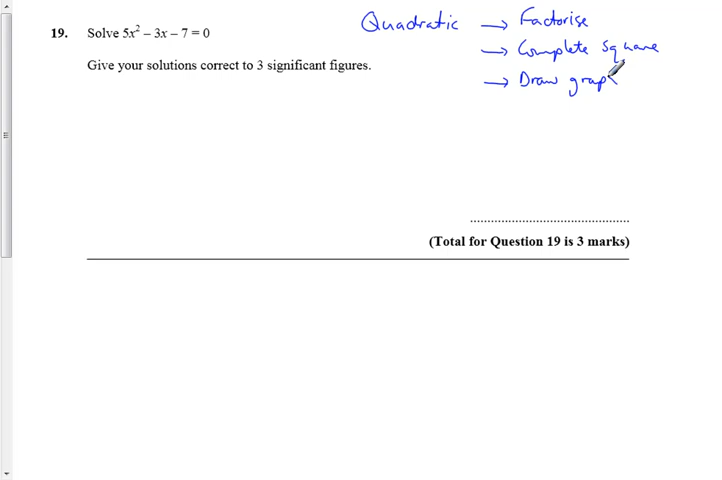 19. Solve 5x² – 3x – 7 = 0
Give your solutions correct to 3 significant figures.
Quadratic → Factorise
→ Complete square
→ Draw grap
(Total for Question 19 is 3 marks)